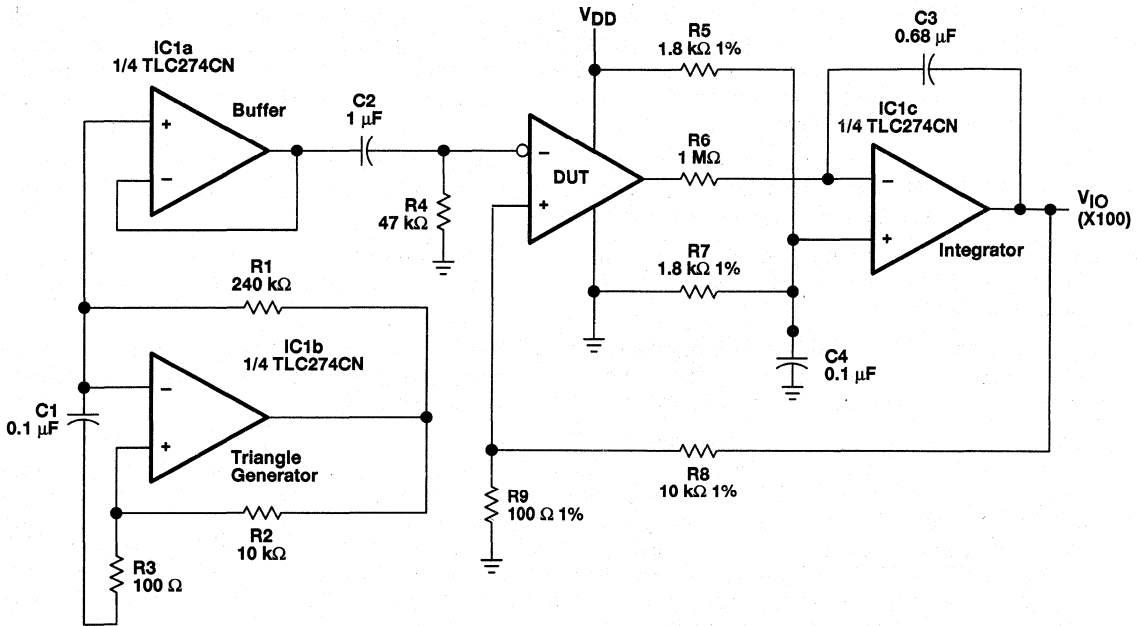 IC1a
1/4 TLC274CN
Buffer
+
−
C2
1 μF
R4
47 kΩ
R1
240 kΩ
IC1b
1/4 TLC274CN
−
+
Triangle
Generator
C1
0.1 μF
R2
10 kΩ
R3
100 Ω
VDD
DUT
−
+
R5
1.8 kΩ 1%
R6
1 MΩ
R7
1.8 kΩ 1%
C3
0.68 μF
IC1c
1/4 TLC274CN
−
+
Integrator
VIO
(X100)
C4
0.1 μF
R8
10 kΩ 1%
R9
100 Ω 1%